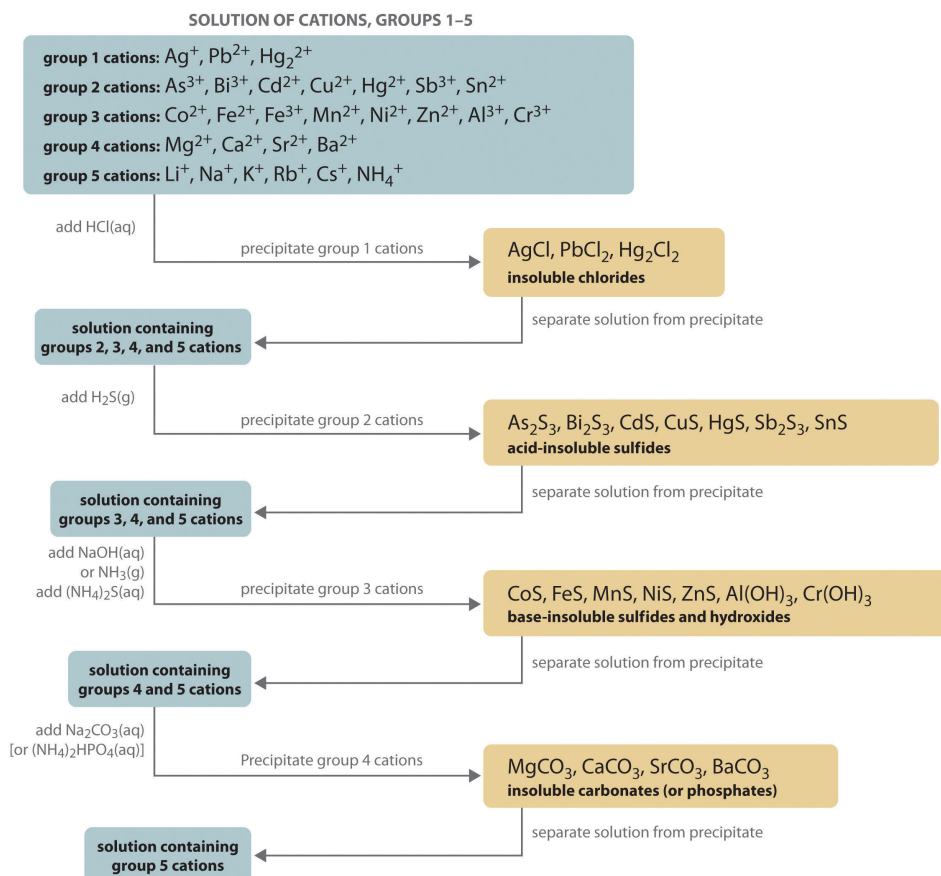 SOLUTION OF CATIONS, GROUPS 1–5
group 1 cations: Ag⁺, Pb²⁺, Hg₂²⁺
group 2 cations: As³⁺, Bi³⁺, Cd²⁺, Cu²⁺, Hg²⁺, Sb³⁺, Sn²⁺
group 3 cations: Co²⁺, Fe²⁺, Fe³⁺, Mn²⁺, Ni²⁺, Zn²⁺, Al³⁺, Cr³⁺
group 4 cations: Mg²⁺, Ca²⁺, Sr²⁺, Ba²⁺
group 5 cations: Li⁺, Na⁺, K⁺, Rb⁺, Cs⁺, NH₄⁺
add HCl(aq)
precipitate group 1 cations
AgCl, PbCl₂, Hg₂Cl₂
insoluble chlorides
separate solution from precipitate
solution containing
groups 2, 3, 4, and 5 cations
add H₂S(g)
precipitate group 2 cations
As₂S₃, Bi₂S₃, CdS, CuS, HgS, Sb₂S₃, SnS
acid-insoluble sulfides
separate solution from precipitate
solution containing
groups 3, 4, and 5 cations
add NaOH(aq)
or NH₃(g)
add (NH₄)₂S(aq)
precipitate group 3 cations
CoS, FeS, MnS, NiS, ZnS, Al(OH)₃, Cr(OH)₃
base-insoluble sulfides and hydroxides
separate solution from precipitate
solution containing
groups 4 and 5 cations
add Na₂CO₃(aq)
[or (NH₄)₂HPO₄(aq)]
Precipitate group 4 cations
MgCO₃, CaCO₃, SrCO₃, BaCO₃
insoluble carbonates (or phosphates)
separate solution from precipitate
solution containing
group 5 cations